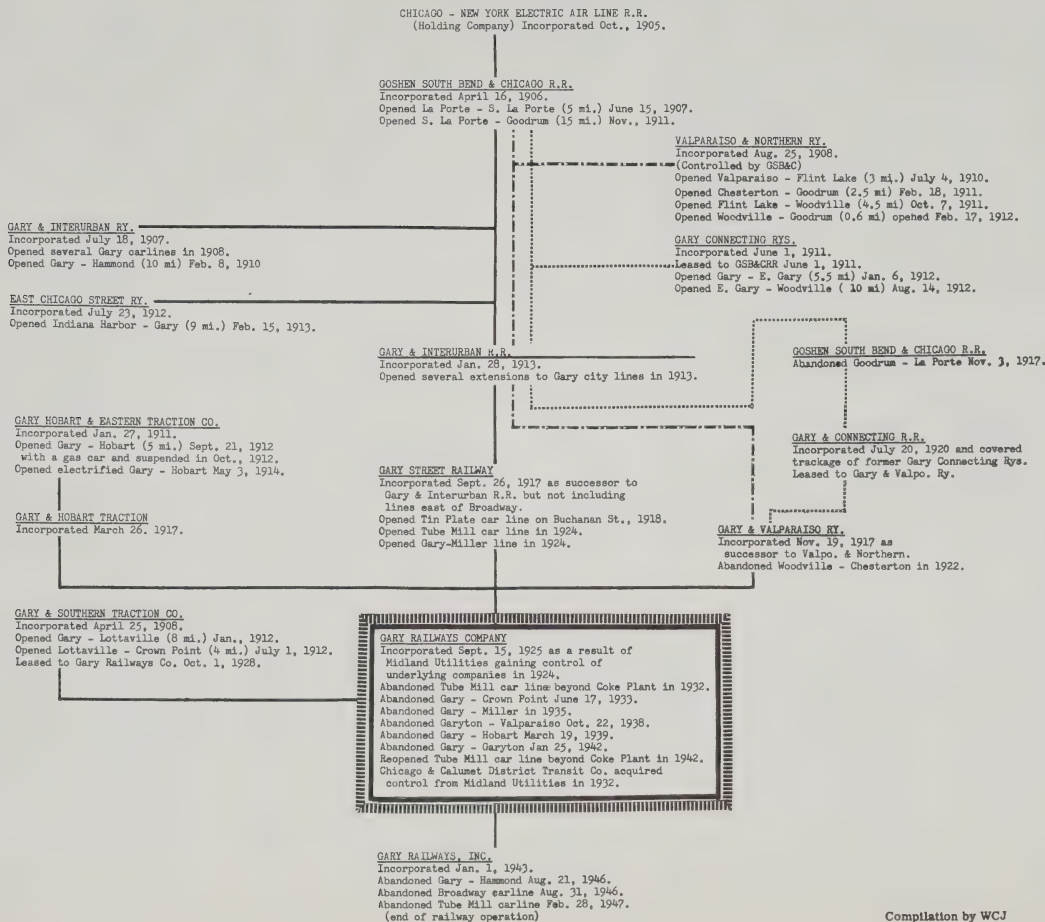 CHICAGO - NEW YORK ELECTRIC AIR LINE R.R.
(Holding Company) Incorporated Oct., 1905.
GOSHEN SOUTH BEND & CHICAGO R.R.
Incorporated April 16, 1906.
Opened La Porte - S. La Porte (5 mi.) June 15, 1907.
Opened S. La Porte - Goodrum (15 mi.) Nov., 1911.
VALPARAISO & NORTHERN RY.
Incorporated Aug. 25, 1908.
(Controlled by GSB&C)
Opened Valparaiso - Flint Lake (3 mi.) July 4, 1910.
Opened Chesterton - Goodrum (2.5 mi) Feb. 18, 1911.
Opened Flint Lake - Woodville (4.5 mi) Oct. 7, 1911.
Opened Woodville - Goodrum (0.6 mi) opened Feb. 17, 1912.
GARY & INTERURBAN RY.
Incorporated July 18, 1907.
Opened several Gary carlines in 1908.
Opened Gary - Hammond (10 mi) Feb. 8, 1910
GARY CONNECTING RYS.
Incorporated June 1, 1911.
Leased to GSB&CRR June 1, 1911.
Opened Gary - E. Gary (5.5 mi) Jan. 6, 1912.
Opened E. Gary - Woodville ( 10 mi) Aug. 14, 1912.
EAST CHICAGO STREET RY.
Incorporated July 23, 1912.
Opened Indiana Harbor - Gary (9 mi.) Feb. 15, 1913.
GARY & INTERURBAN R.R.
Incorporated Jan. 28, 1913.
Opened several extensions to Gary city lines in 1913.
GOSHEN SOUTH BEND & CHICAGO R.R.
Abandoned Goodrum - La Porte Nov. 3, 1917.
GARY HOBART & EASTERN TRACTION CO.
Incorporated Jan. 27, 1911.
Opened Gary - Hobart (5 mi.) Sept. 21, 1912
with a gas car and suspended in Oct., 1912.
Opened electrified Gary - Hobart May 3, 1914.
GARY & CONNECTING R.R.
Incorporated July 20, 1920 and covered
trackage of former Gary Connecting Rys.
Leased to Gary & Valpo. Ry.
GARY STREET RAILWAY
Incorporated Sept. 26, 1917 as successor to
Gary & Interurban R.R. but not including
lines east of Broadway.
Opened Tin Plate car line on Buchanan St., 1918.
Opened Tube Mill car line in 1924.
Opened Gary-Miller line in 1924.
GARY & HOBART TRACTION
Incorporated March 26. 1917.
GARY & VALPARAISO RY.
Incorporated Nov. 19, 1917 as
successor to Valpo. & Northern.
Abandoned Woodville - Chesterton in 1922.
GARY & SOUTHERN TRACTION CO.
Incorporated April 25, 1908.
Opened Gary - Lottaville (8 mi.) Jan., 1912.
Opened Lottaville - Crown Point (4 mi.) July 1, 1912.
Leased to Gary Railways Co. Oct. 1, 1928.
GARY RAILWAYS COMPANY
Incorporated Sept. 15, 1925 as a result of
Midland Utilities gaining control of
underlying companies in 1924.
Abandoned Tube Mill car line beyond Coke Plant in 1932.
Abandoned Gary - Crown Point June 17, 1933.
Abandoned Gary - Miller in 1935.
Abandoned Garyton - Valparaiso Oct. 22, 1938.
Abandoned Gary - Hobart March 19, 1939.
Abandoned Gary - Garyton Jan 25, 1942.
Reopened Tube Mill car line beyond Coke Plant in 1942.
Chicago & Calumet District Transit Co. acquired
control from Midland Utilities in 1932.
GARY RAILWAYS, INC.
Incorporated Jan. 1, 1943.
Abandoned Gary - Hammond Aug. 21, 1946.
Abandoned Broadway carline Aug. 31, 1946.
Abandoned Tube Mill carline Feb. 28, 1947.
(end of railway operation)
Compilation by WCJ